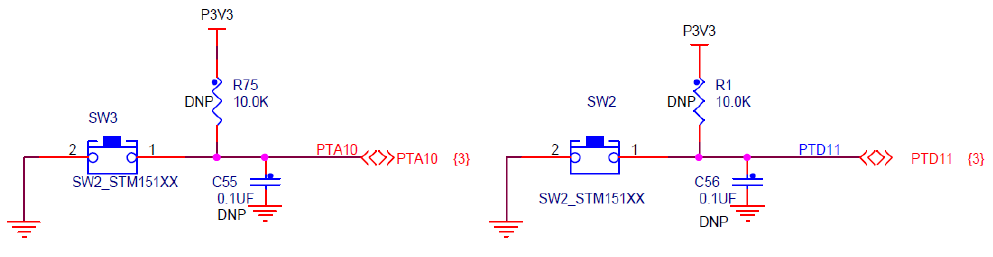 P3V3
R75
DNP
10.0K
SW3
2
1
PTA10
PTA10 {3}
SW2_STM151XX
C55
0.1UF
DNP
P3V3
R1
DNP
10.0K
SW2
2
1
PTD11
PTD11 {3}
SW2_STM151XX
C56
0.1UF
DNP